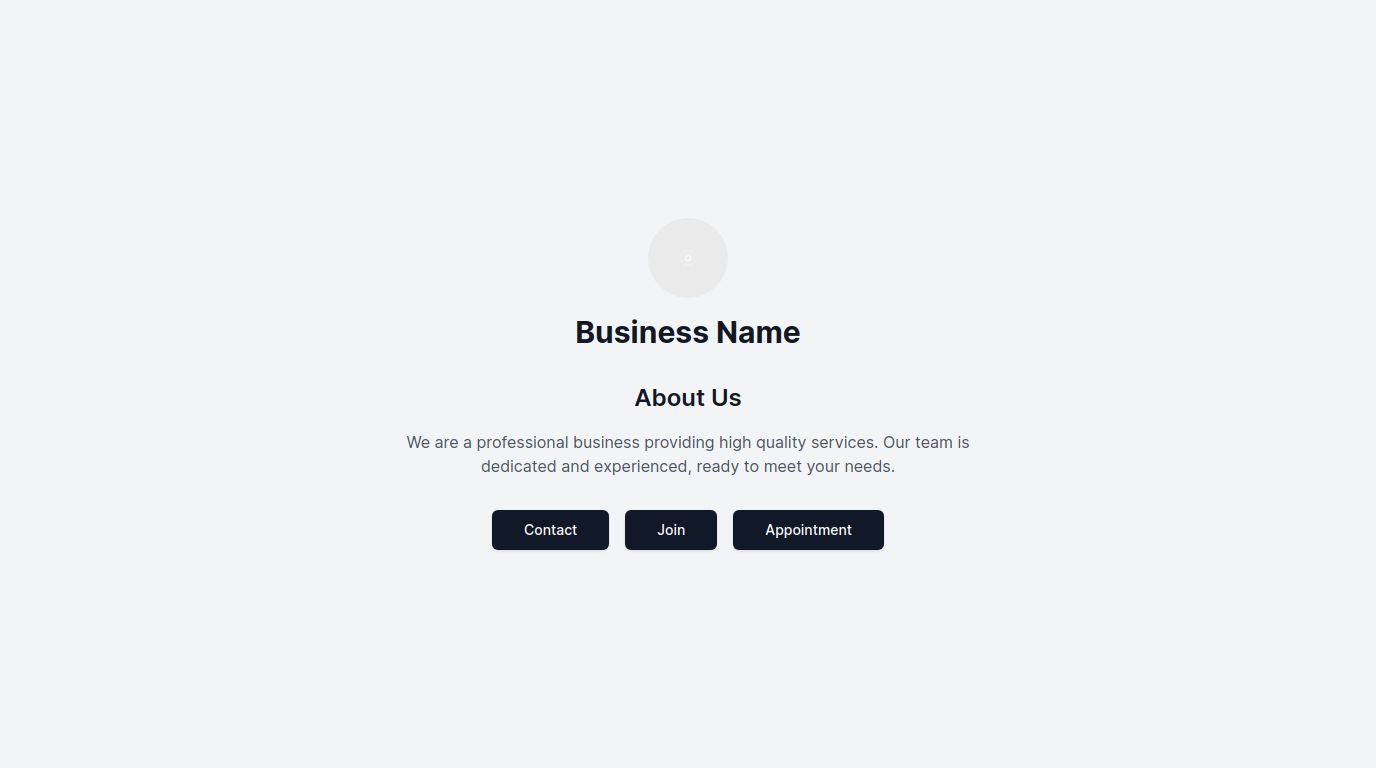 Business Name
About Us
We are a professional business providing high quality services. Our team is
dedicated and experienced, ready to meet your needs.
Contact
Join
Appointment